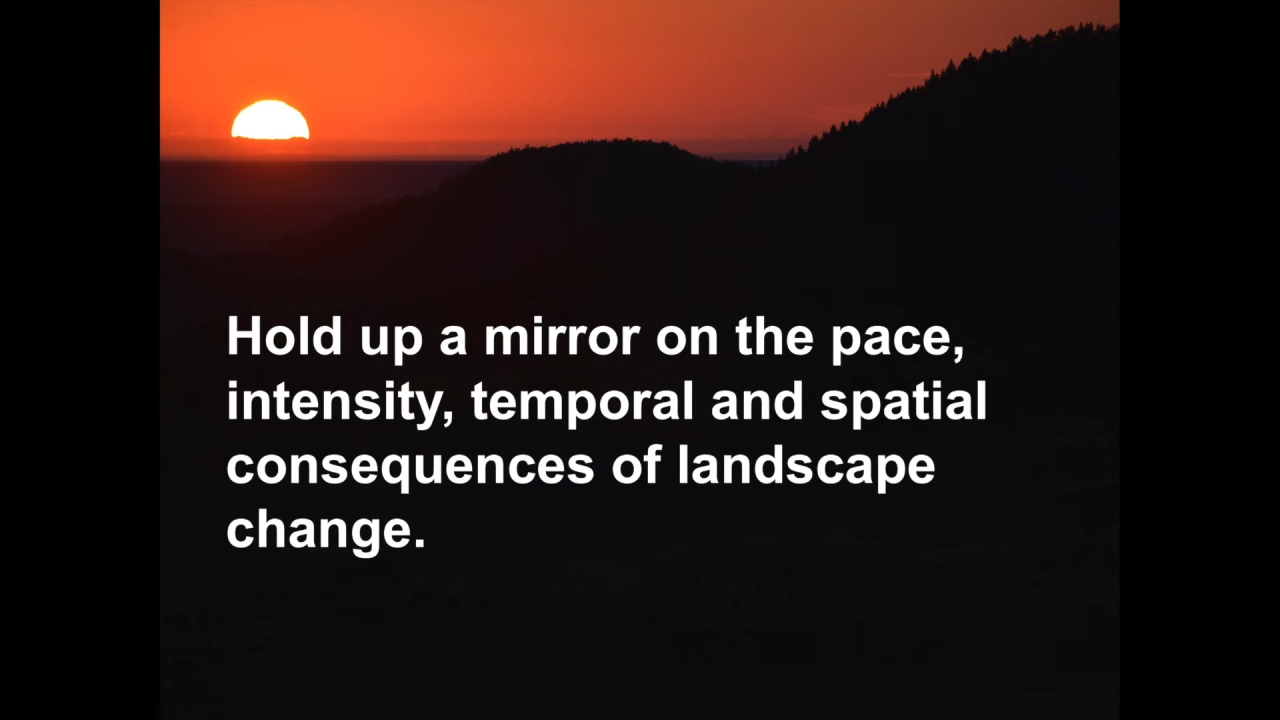 Hold up a mirror on the pace,
intensity, temporal and spatial
consequences of landscape
change.